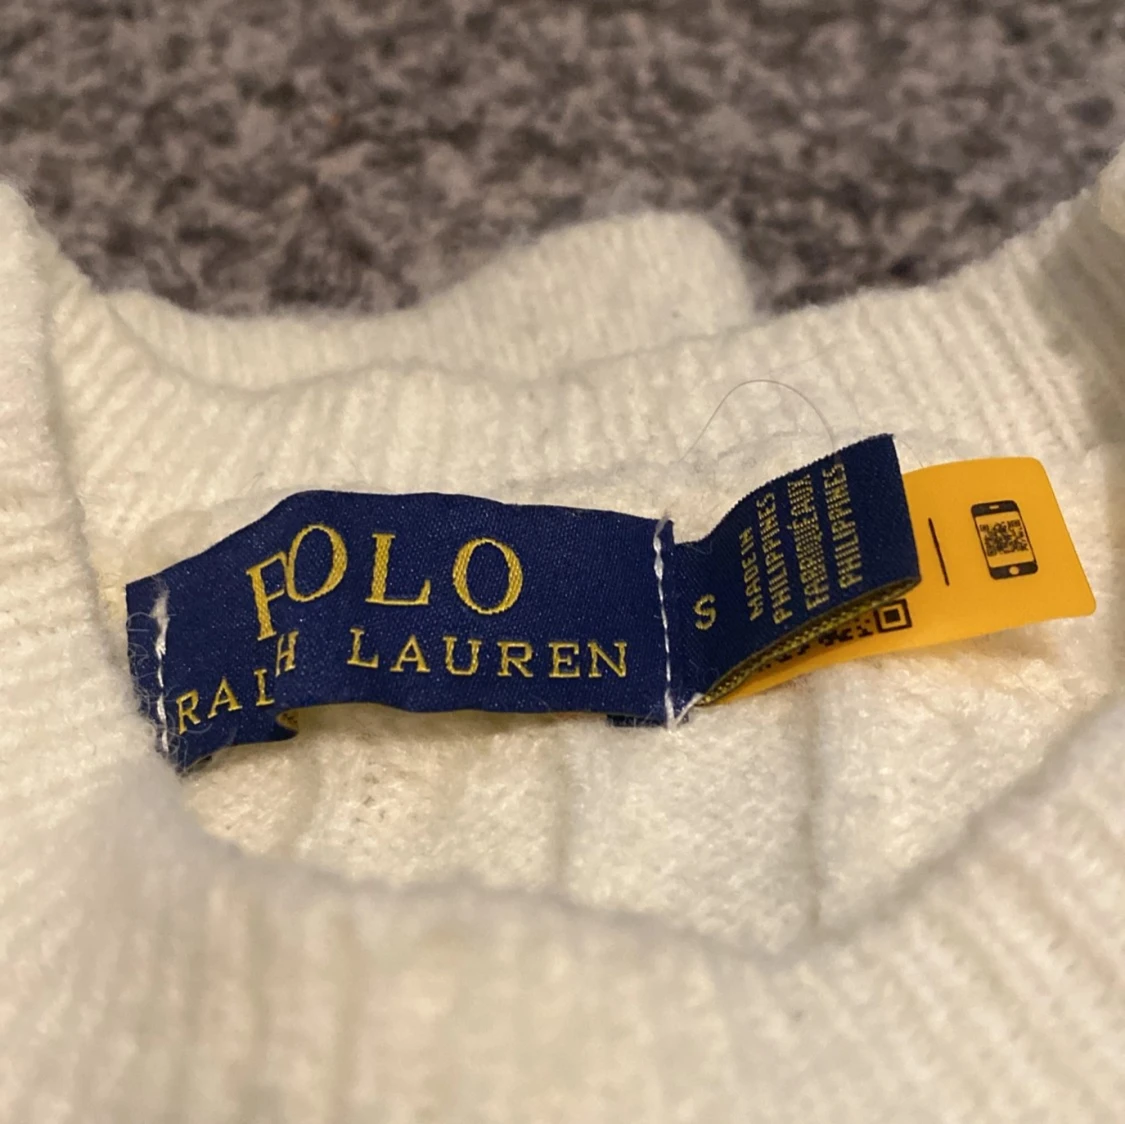 POLO
RALPH LAUREN
S
MADE IN
PHILIPPINES
FABRIQUÉ AUX
PHILIPPINES